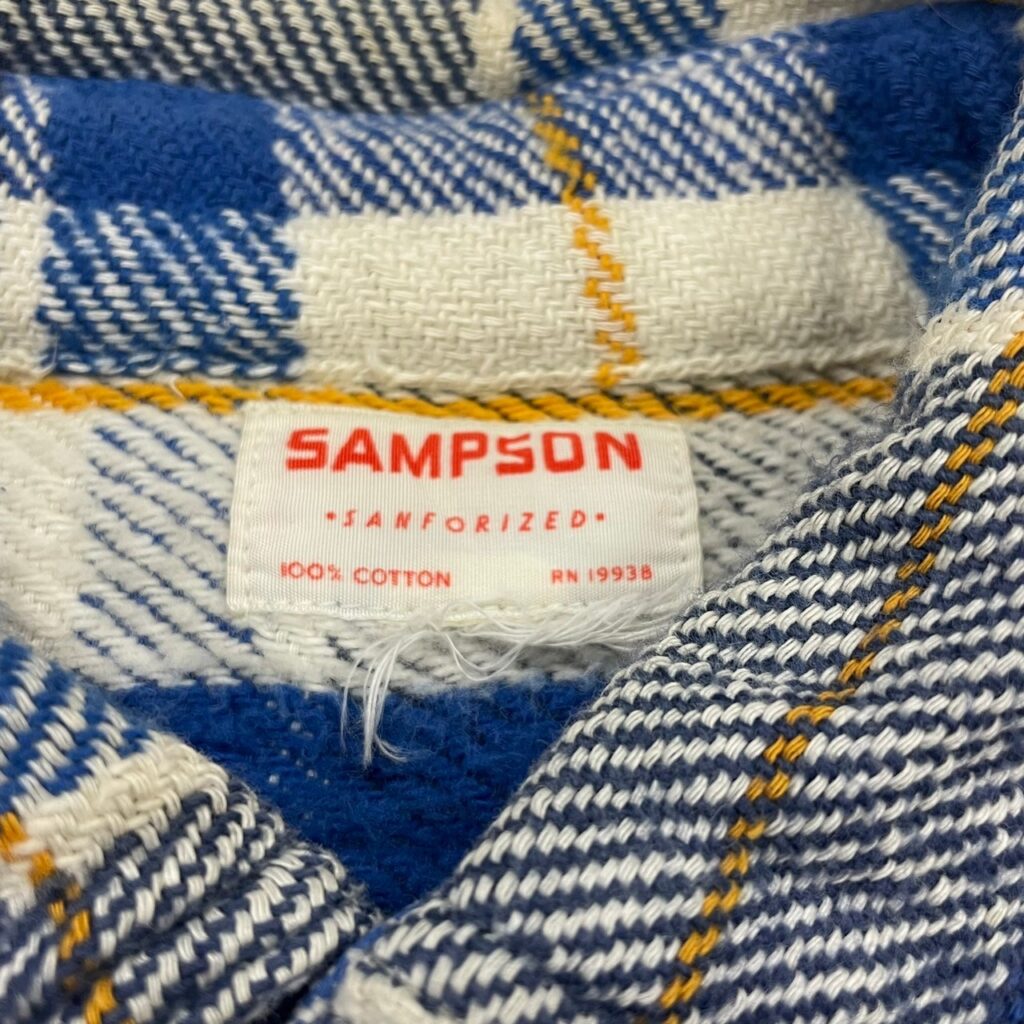 SAMPSON
•SANFORIZED•
100% COTTON RN 19938